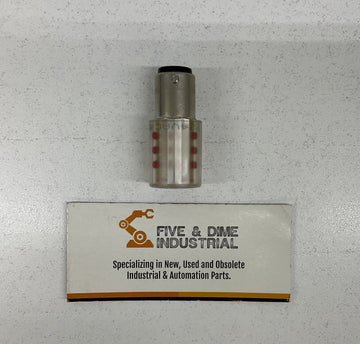 FIVE & DIME
INDUSTRIAL
Specializing in New, Used and Obsolete
Industrial & Automation Parts.